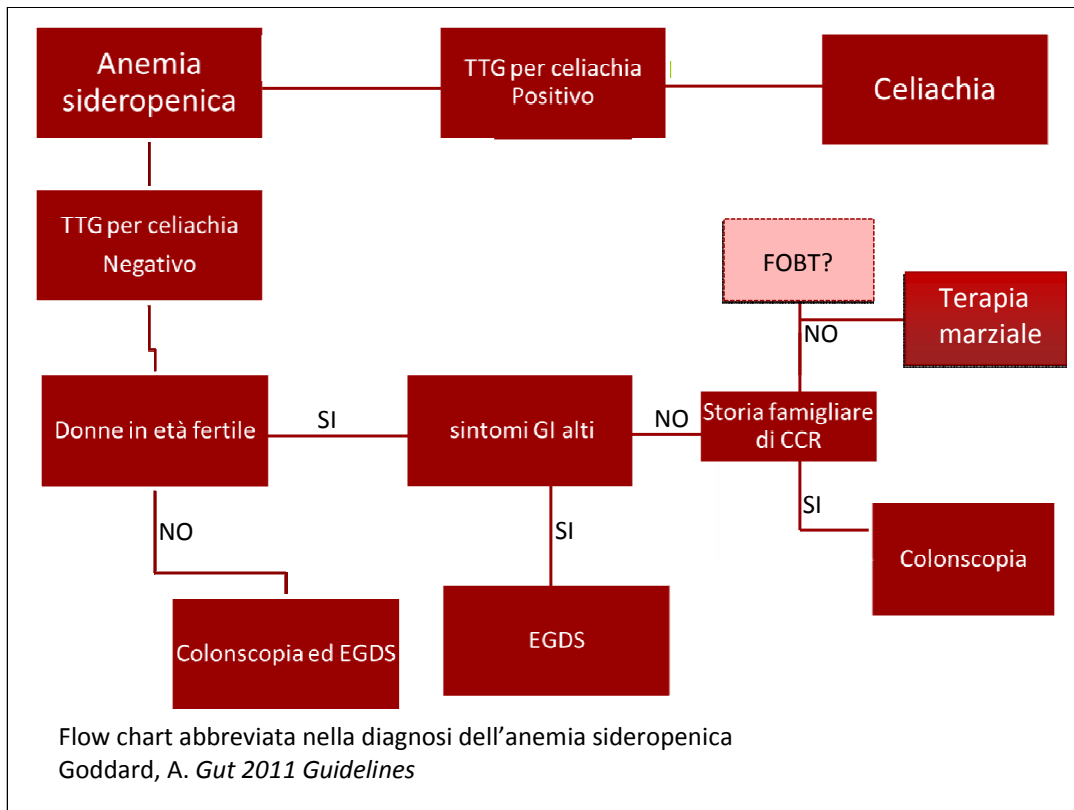 Anemia
sideropenica
TTG per celiachia
Positivo
Celiachia
TTG per celiachia
Negativo
FOBT?
Terapia
marziale
NO
Donne in età fertile
SI
sintomi GI alti
NO
Storia famigliare
di CCR
NO
SI
SI
Colonscopia
Colonscopia ed EGDS
EGDS
Flow chart abbreviata nella diagnosi dell’anemia sideropenica
Goddard, A. Gut 2011 Guidelines